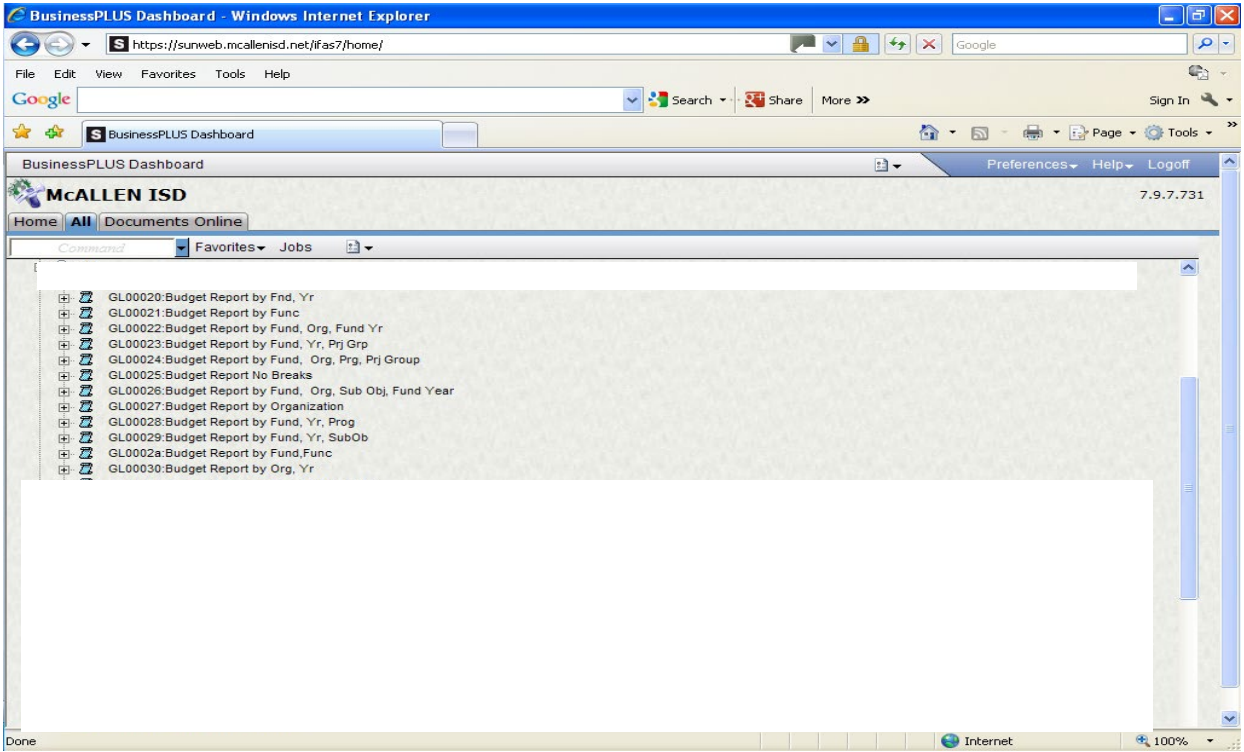 BusinessPLUS Dashboard - Windows Internet Explorer
S https://sunweb.mcallenisd.net/ifas7/home/
Google
File Edit View Favorites Tools Help
Google Search Share More >> Sign In
S BusinessPLUS Dashboard Page Tools >>
BusinessPLUS Dashboard Preferences Help Logoff
McALLEN ISD 7.9.7.731
Home All Documents Online
Command Favorites Jobs
GL00020:Budget Report by Fnd, Yr
GL00021:Budget Report by Func
GL00022:Budget Report by Fund, Org, Fund Yr
GL00023:Budget Report by Fund, Yr, Prj Grp
GL00024:Budget Report by Fund, Org, Prg, Prj Group
GL00025:Budget Report No Breaks
GL00026:Budget Report by Fund, Org, Sub Obj, Fund Year
GL00027:Budget Report by Organization
GL00028:Budget Report by Fund, Yr, Prog
GL00029:Budget Report by Fund, Yr, SubOb
GL0002a:Budget Report by Fund,Func
GL00030:Budget Report by Org, Yr
Done Internet 100%